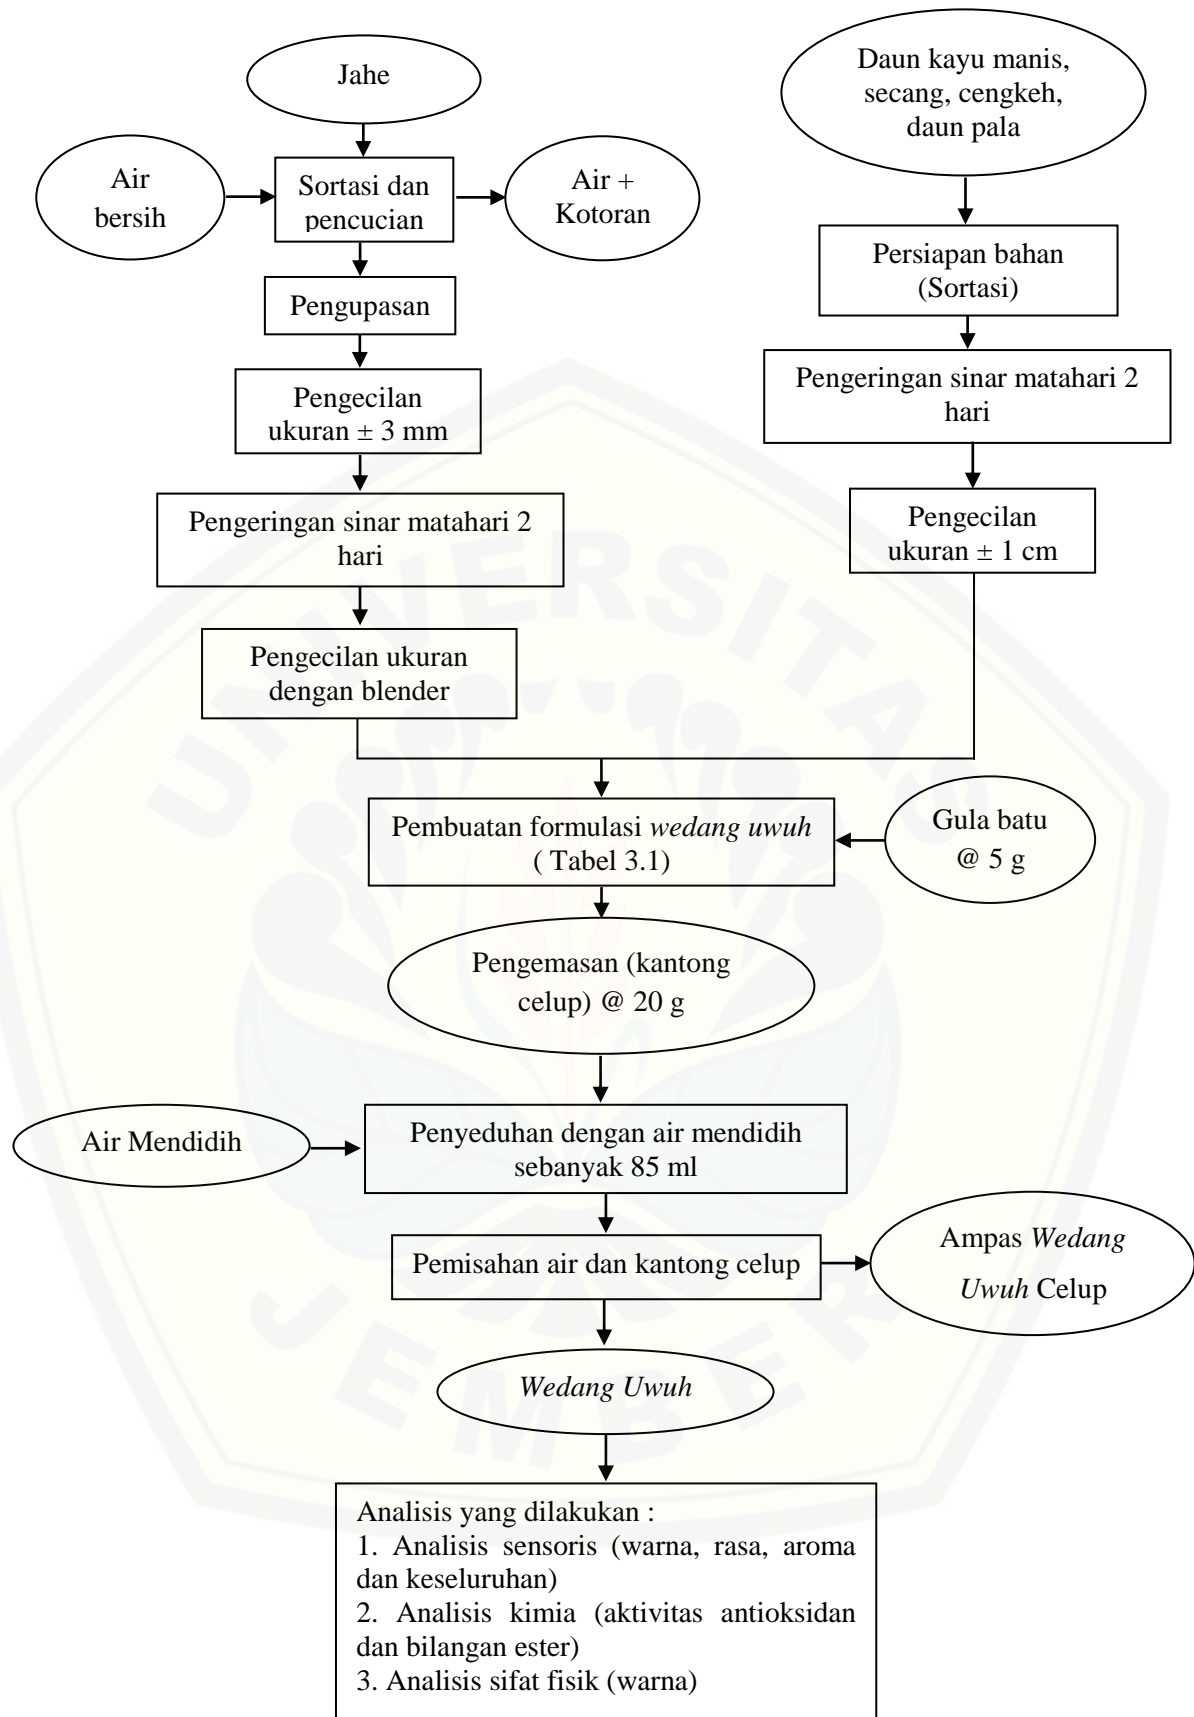 Jahe
Air
bersih
Sortasi dan
pencucian
Air +
Kotoran
Pengupasan
Pengecilan
ukuran ± 3 mm
Pengeringan sinar matahari 2
hari
Pengecilan ukuran
dengan blender
Daun kayu manis,
secang, cengkeh,
daun pala
Persiapan bahan
(Sortasi)
Pengeringan sinar matahari 2
hari
Pengecilan
ukuran ± 1 cm
Pembuatan formulasi wedang uwuh
( Tabel 3.1)
Gula batu
@ 5 g
Pengemasan (kantong
celup) @ 20 g
Air Mendidih
Penyeduhan dengan air mendidih
sebanyak 85 ml
Pemisahan air dan kantong celup
Ampas Wedang
Uwuh Celup
Wedang Uwuh
Analisis yang dilakukan :
1. Analisis sensoris (warna, rasa, aroma
dan keseluruhan)
2. Analisis kimia (aktivitas antioksidan
dan bilangan ester)
3. Analisis sifat fisik (warna)
UNIVERSITAS
JEMBER